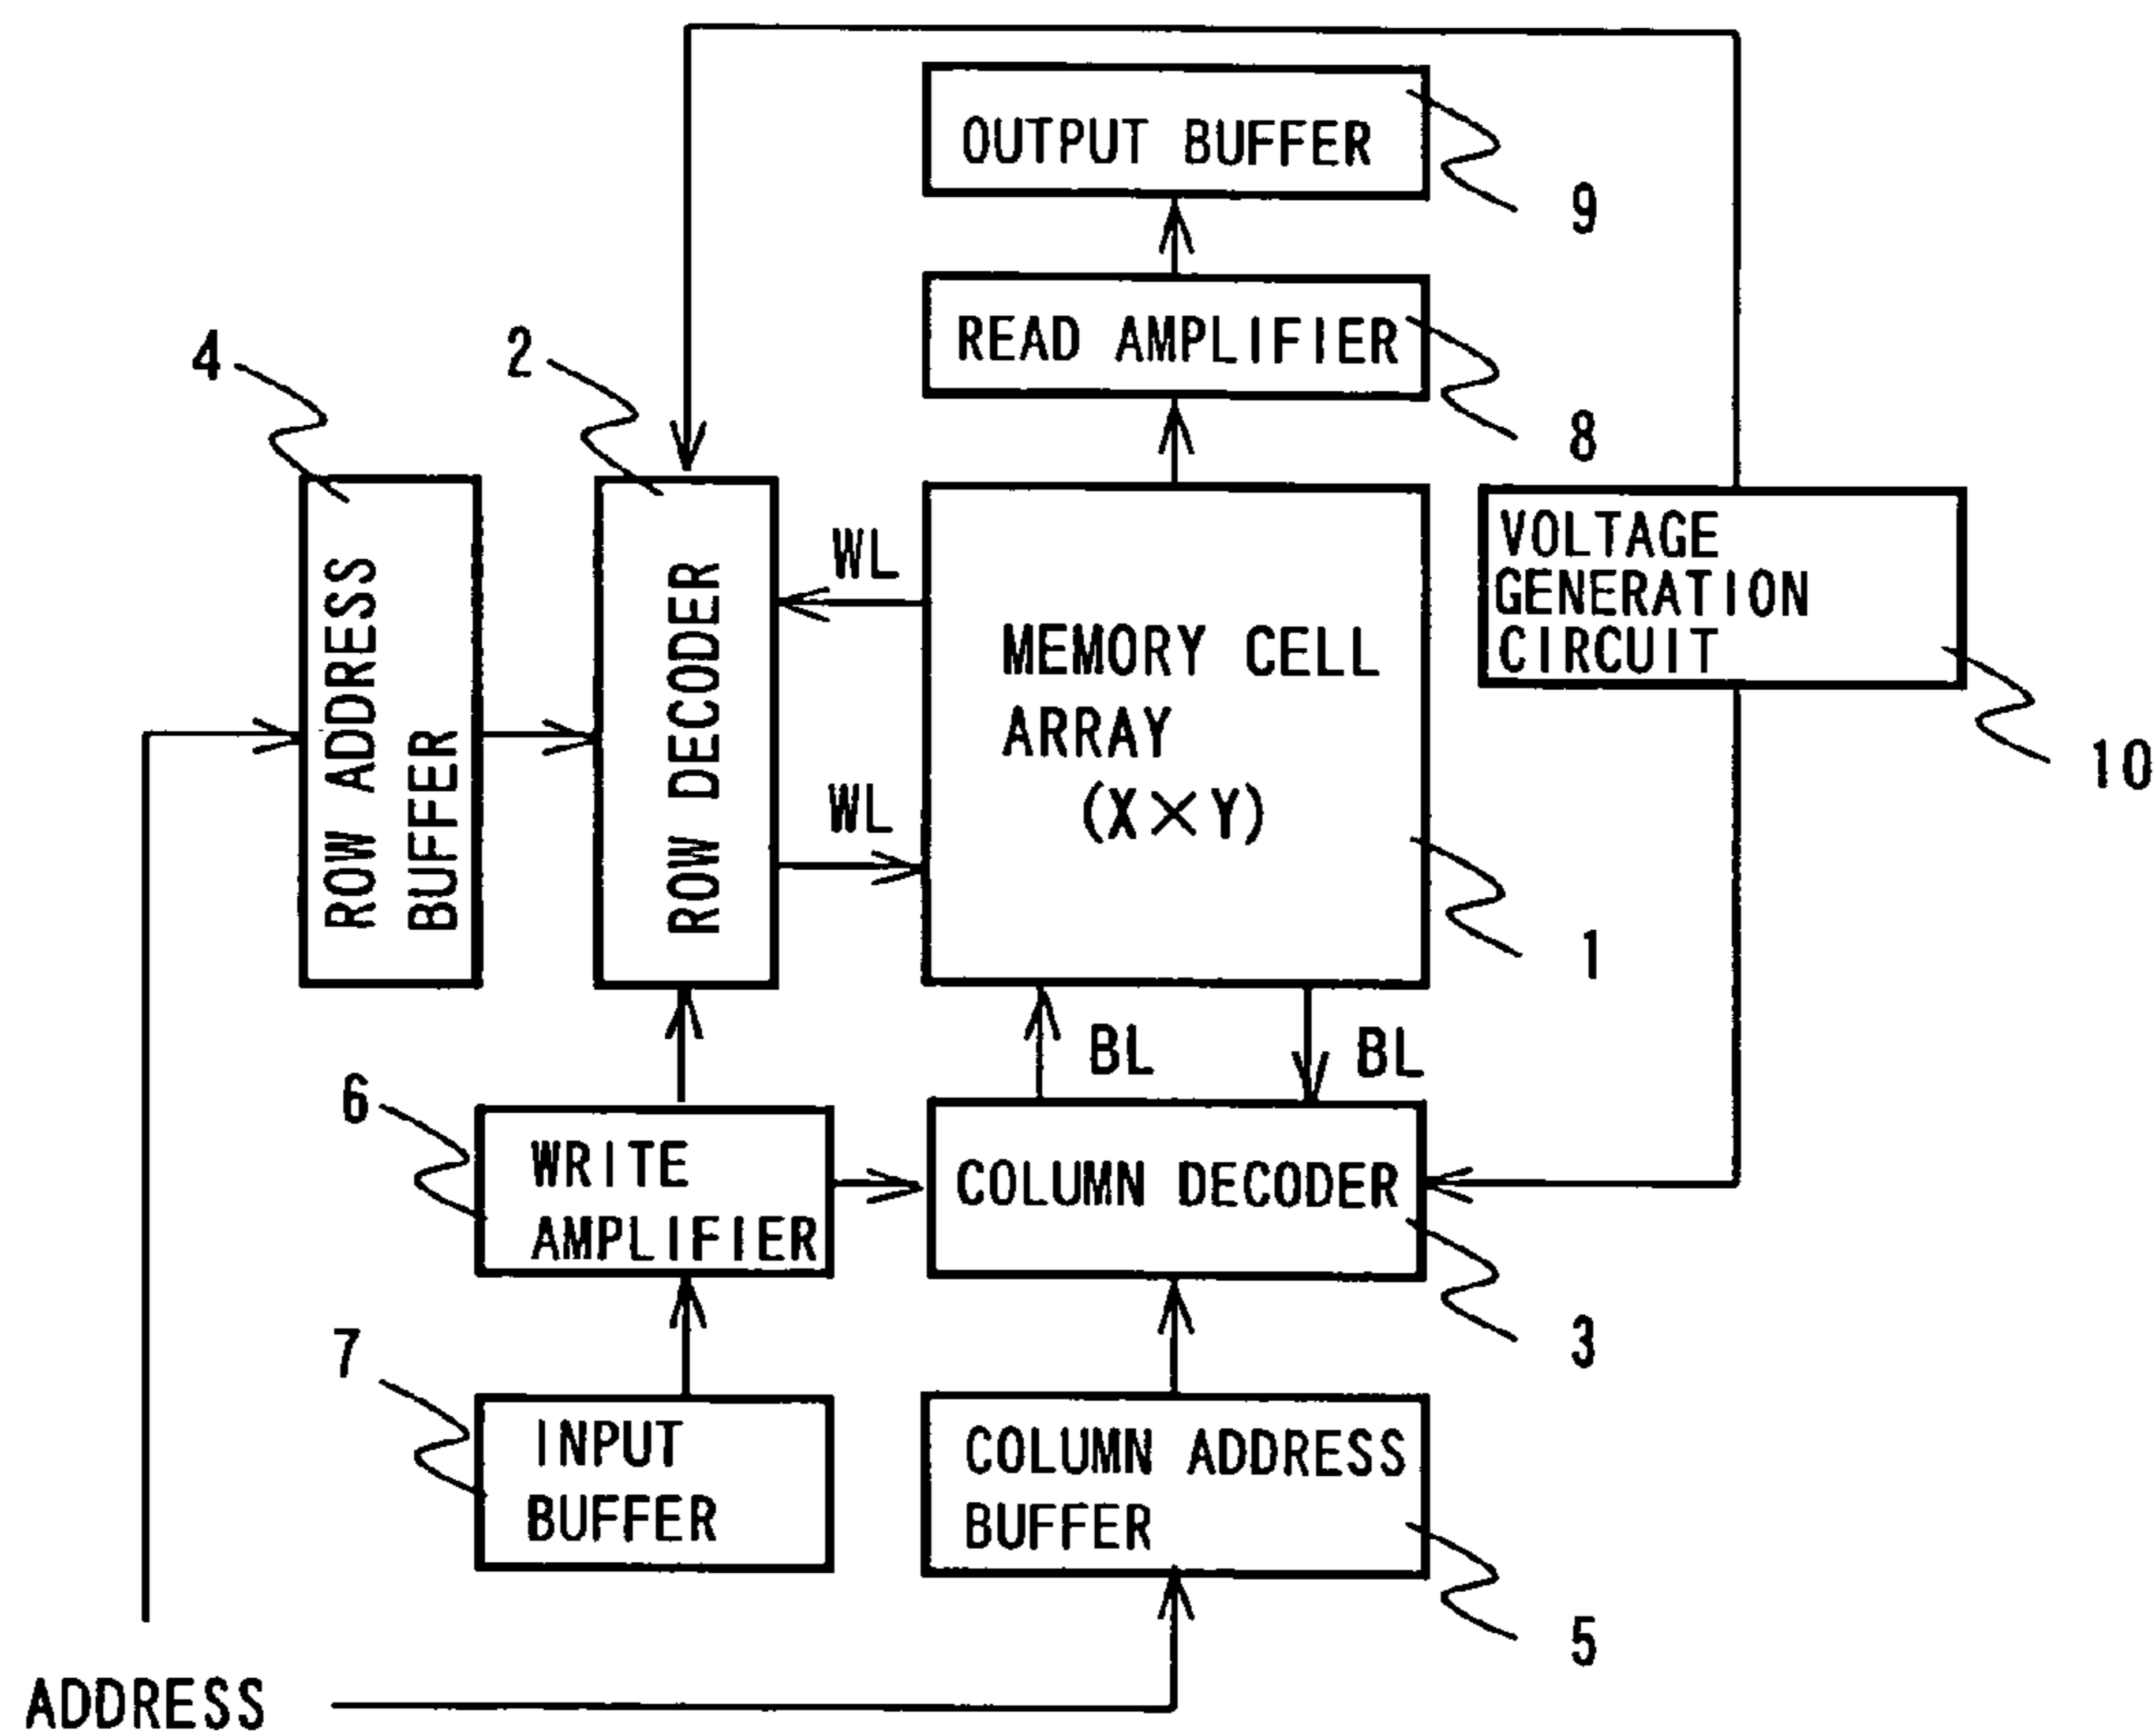 OUTPUT BUFFER
9
READ AMPLIFIER
8
4
2
ROW ADDRESS
BUFFER
ROW DECODER
WL
WL
MEMORY CELL
ARRAY
(X×Y)
1
VOLTAGE
GENERATION
CIRCUIT
10
BL
BL
6
WRITE
AMPLIFIER
COLUMN DECODER
3
7
INPUT
BUFFER
COLUMN ADDRESS
BUFFER
5
ADDRESS